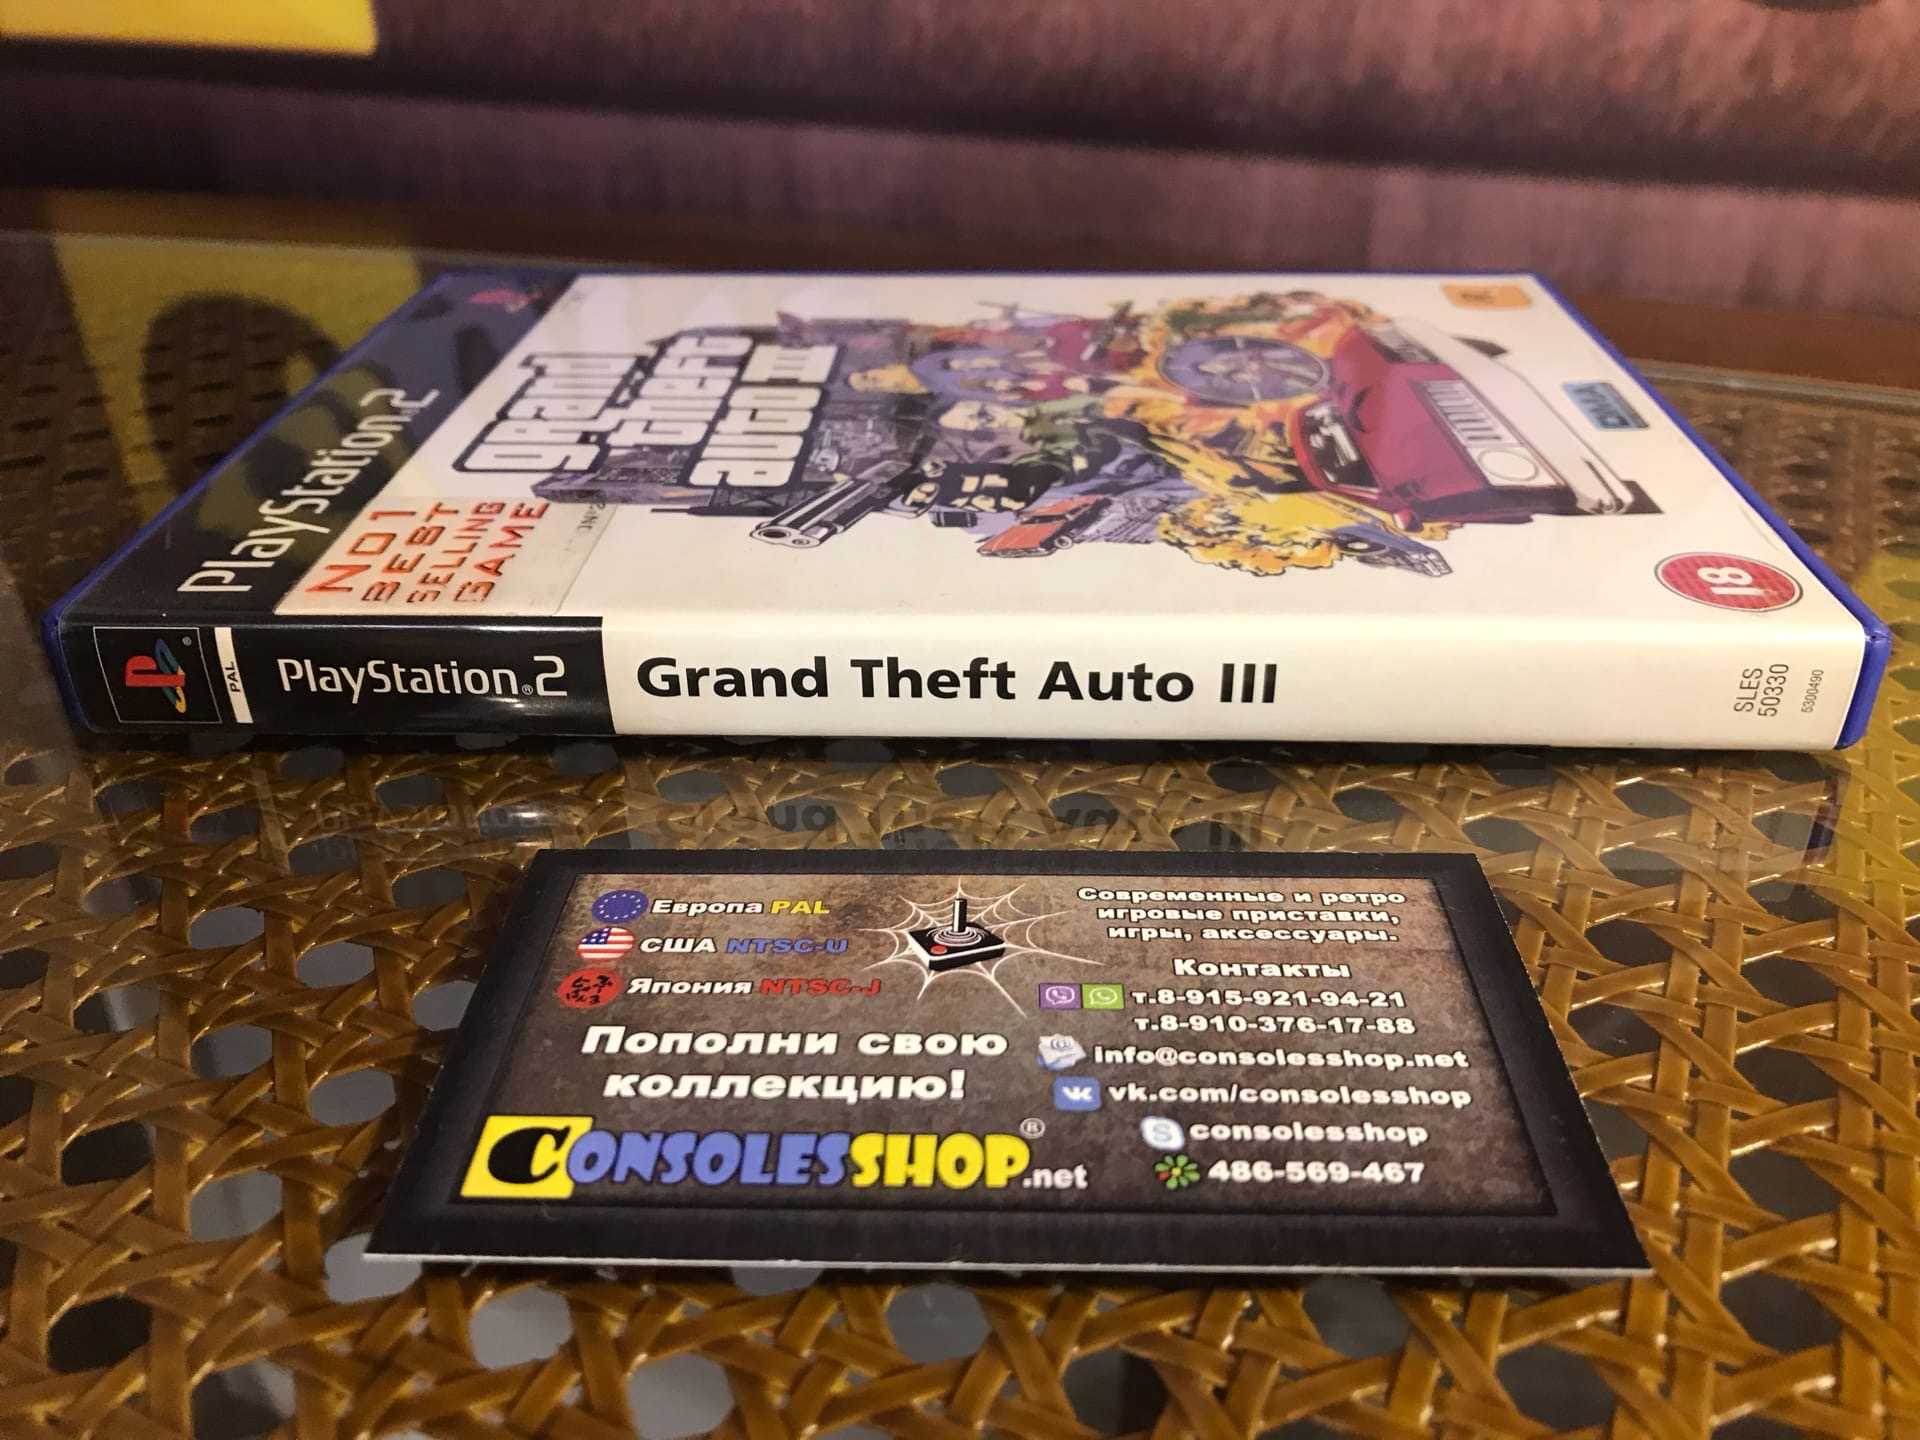 PlayStation®2
grand
theft
auto III
NO1
BEST
SELLING
GAME
DMA
18
PAL
PlayStation®2
Grand Theft Auto III
SLES
50330
5300490
Европа PAL
США NTSC-U
Япония NTSC-J
Пополни свою
коллекцию!
CONSOLESSHOP®.net
Современные и ретро
игровые приставки,
игры, аксессуары.
Контакты
т.8-915-921-94-21
т.8-910-376-17-88
info@consolesshop.net
vk.com/consolesshop
consolesshop
486-569-467